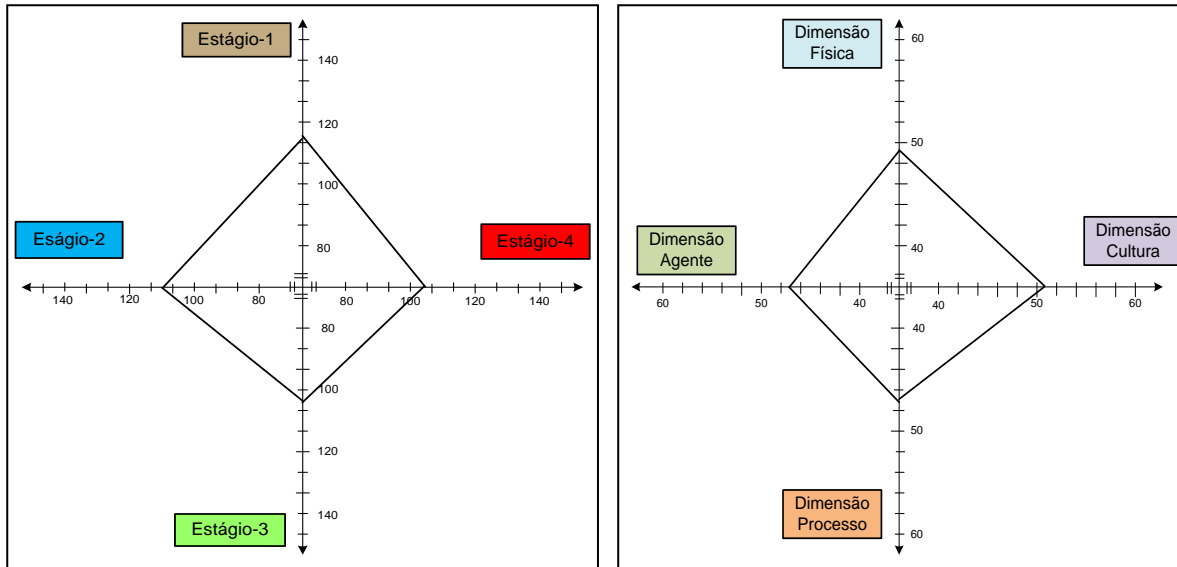 Estágio-1
140
120
100
80
Eságio-2
Estágio-4
140 120 100 80 80 100 120 140
80
100
120
140
Estágio-3
Dimensão
Física
60
50
40
Dimensão
Agente
Dimensão
Cultura
60 50 40 40 50 60
40
50
60
Dimensão
Processo